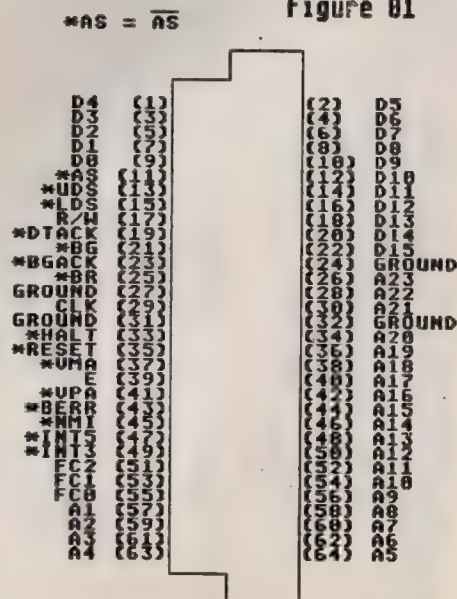 Figure 01
*AS = A̅S̅
D4 (1) (2) D5
D3 (3) (4) D6
D2 (5) (6) D7
D1 (7) (8) D8
D0 (9) (10) D9
*AS (11) (12) D10
*UDS (13) (14) D11
*LDS (15) (16) D12
R/W (17) (18) D13
*DTACK (19) (20) D14
*BG (21) (22) D15
*BGACK (23) (24) GROUND
*BR (25) (26) A23
GROUND (27) (28) A22
CLK (29) (30) A21
GROUND (31) (32) GROUND
*HALT (33) (34) A20
*RESET (35) (36) A19
*VMA (37) (38) A18
E (39) (40) A17
*VPA (41) (42) A16
*BERR (43) (44) A15
*NMI (45) (46) A14
*INT5 (47) (48) A13
*INT3 (49) (50) A12
FC2 (51) (52) A11
FC1 (53) (54) A10
FC0 (55) (56) A9
A1 (57) (58) A8
A2 (59) (60) A7
A3 (61) (62) A6
A4 (63) (64) A5